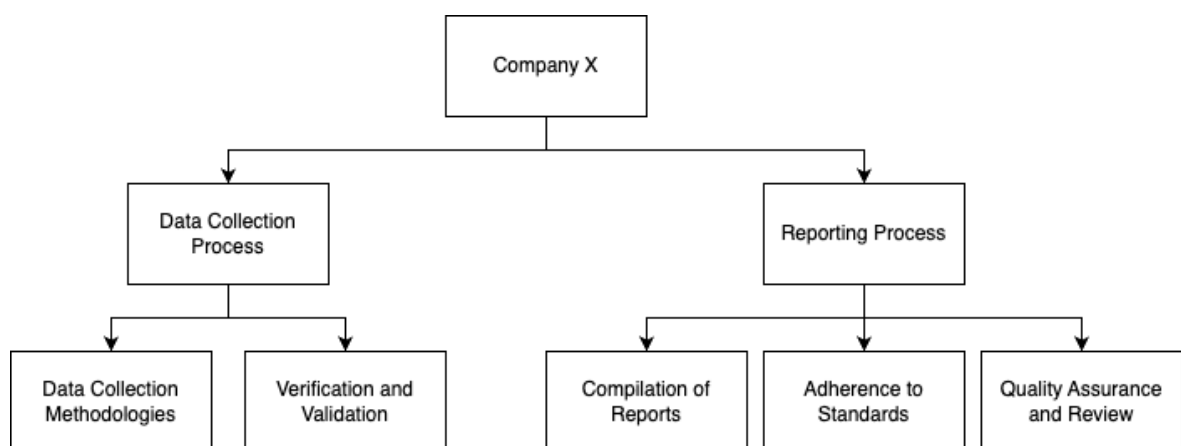 Company X
Data Collection
Process
Reporting Process
Data Collection
Methodologies
Verification and
Validation
Compilation of
Reports
Adherence to
Standards
Quality Assurance
and Review